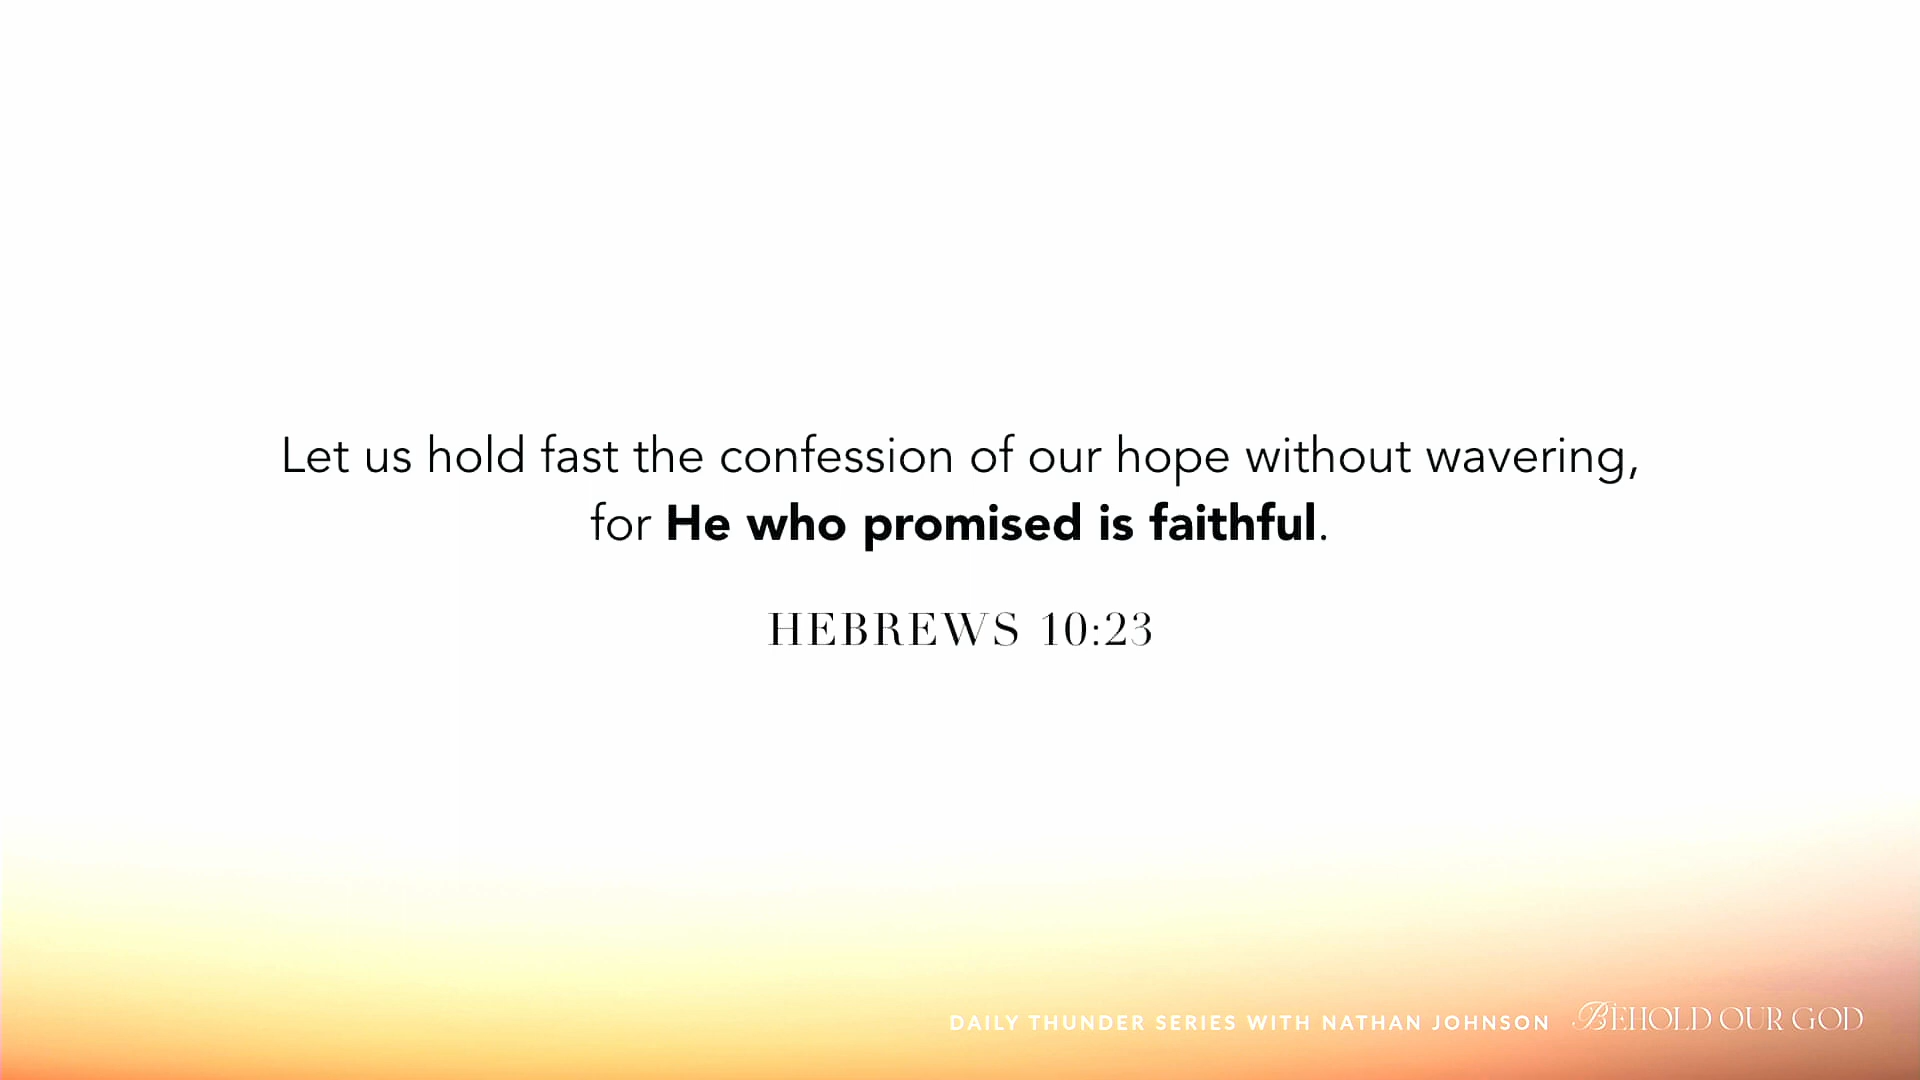 Let us hold fast the confession of our hope without wavering,
for He who promised is faithful.
HEBREWS 10:23
DAILY THUNDER SERIES WITH NATHAN JOHNSON BEHOLD OUR GOD